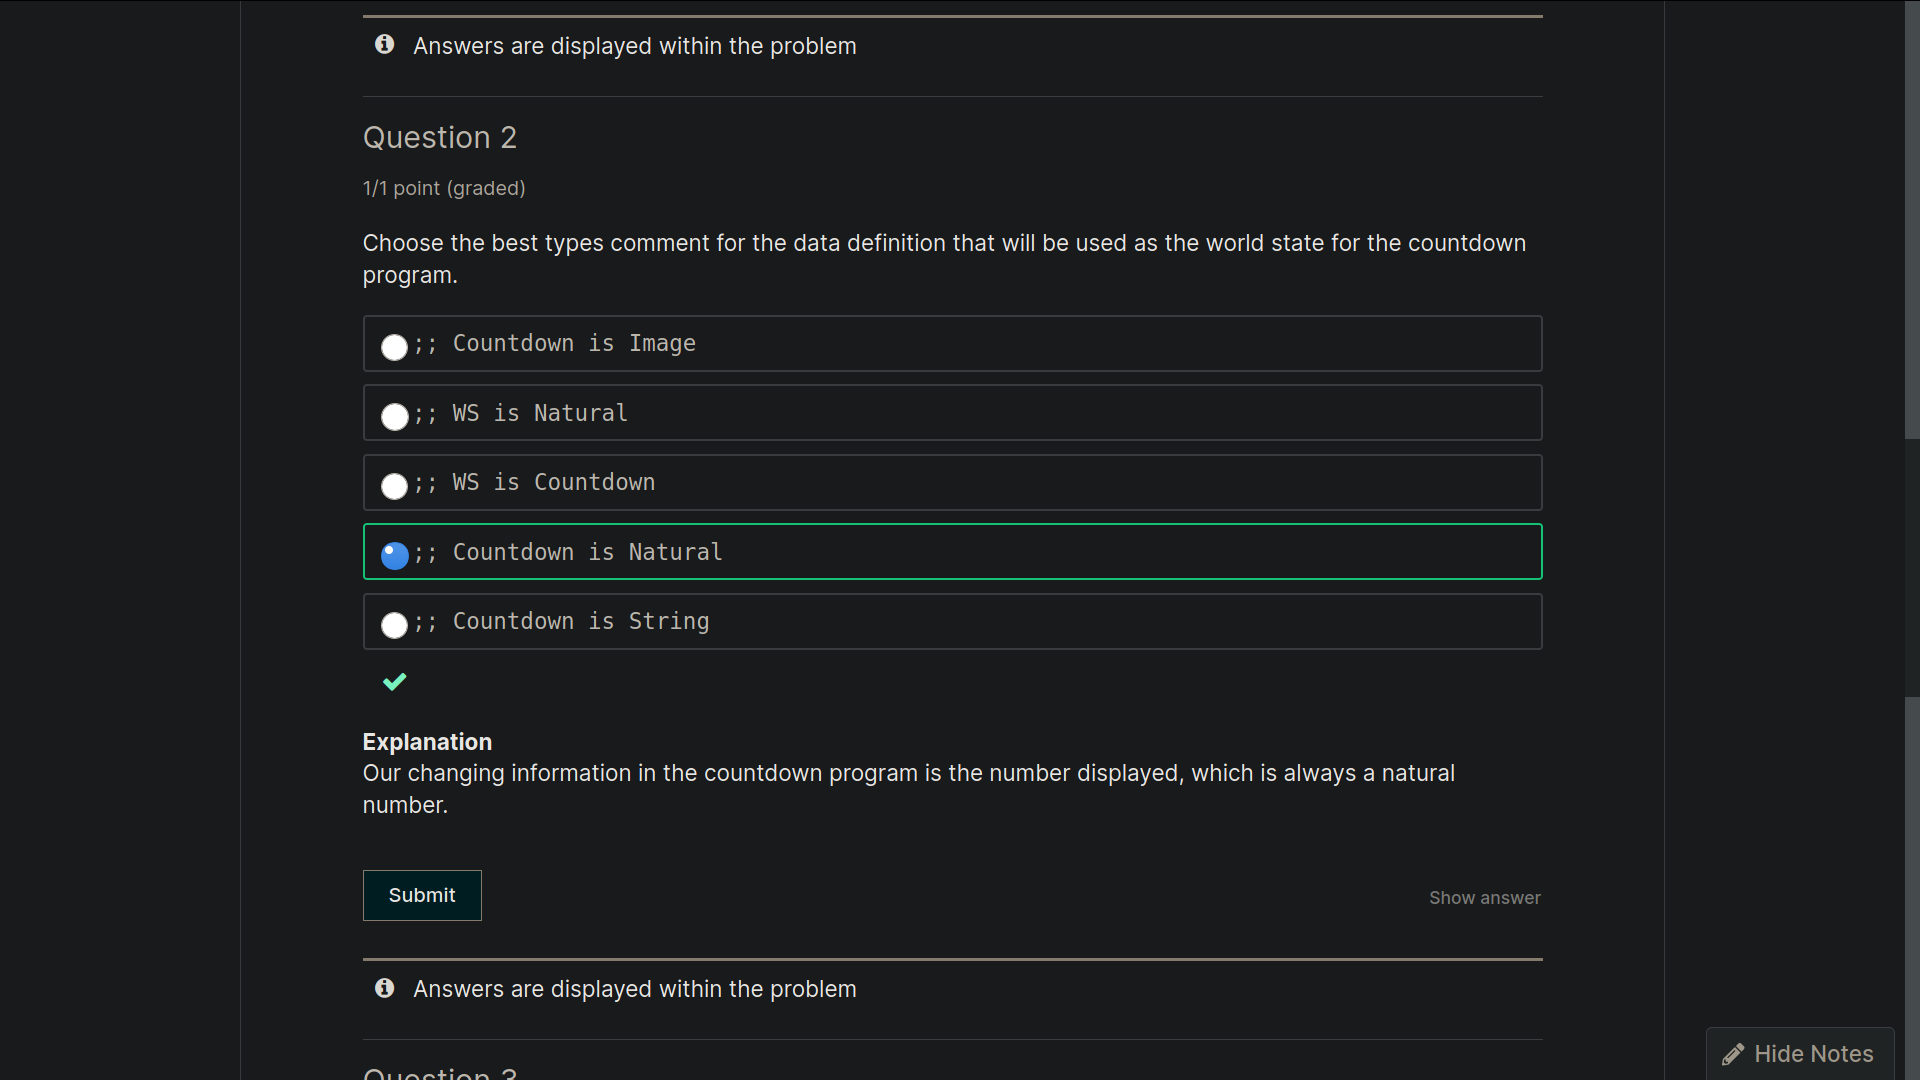 Answers are displayed within the problem
Question 2
1/1 point (graded)
Choose the best types comment for the data definition that will be used as the world state for the countdown
program.
;; Countdown is Image
;; WS is Natural
;; WS is Countdown
;; Countdown is Natural
;; Countdown is String
Explanation
Our changing information in the countdown program is the number displayed, which is always a natural
number.
Submit
Show answer
Answers are displayed within the problem
Question 3
Hide Notes